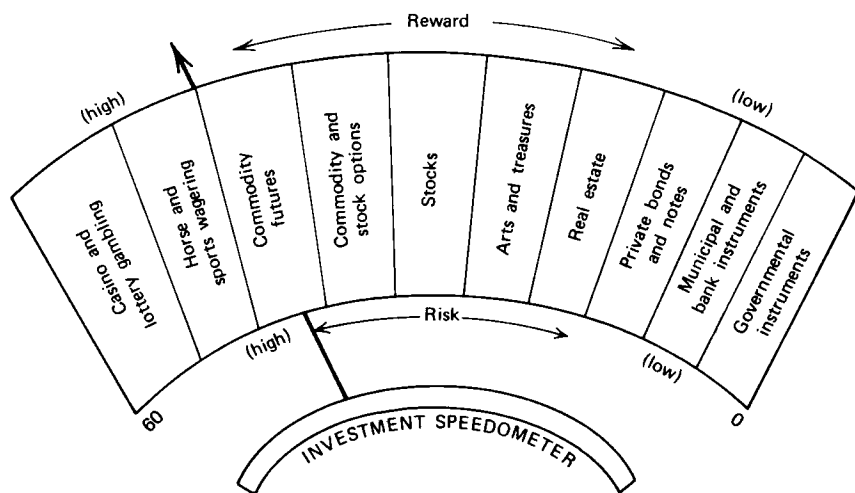 Reward
(high)
(low)
Casino and
lottery gambling
Horse and
sports wagering
Commodity
futures
Commodity and
stock options
Stocks
Arts and treasures
Real estate
Private bonds
and notes
Municipal and
bank instruments
Governmental
instruments
Risk
(high)
(low)
60
0
INVESTMENT SPEEDOMETER